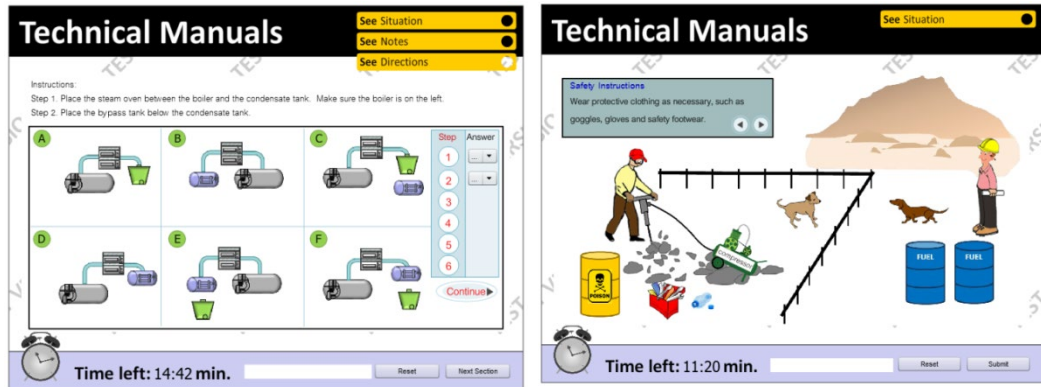 Technical Manuals
See Situation
See Notes
See Directions
Instructions:
Step 1. Place the steam oven between the boiler and the condensate tank. Make sure the boiler is on the left.
Step 2. Place the bypass tank below the condensate tank.
A
B
C
D
E
F
Step Answer
1 ...
2 ...
3
4
5
6
Continue
Time left: 14:42 min.
Reset
Next Section
Technical Manuals
See Situation
Safety Instructions
Wear protective clothing as necessary, such as
goggles, gloves and safety footwear.
compressor
POISON
FUEL
FUEL
Time left: 11:20 min.
Reset
Submit